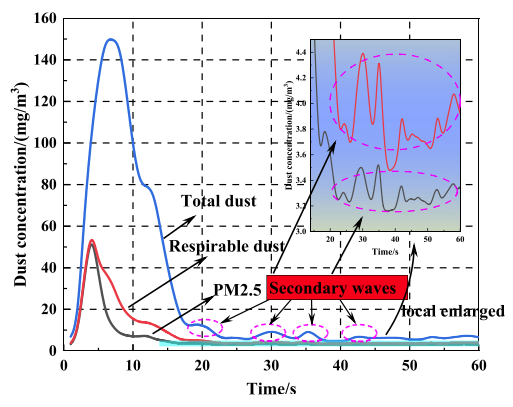 160
140
120
100
80
60
40
20
0
Dust concentration/(mg/m³)
0 10 20 30 40 50 60
Time/s
Total dust
Respirable dust
PM2.5
Secondary waves
local enlarged
4.4
4.0
3.8
3.6
3.4
3.2
3.0
Dust concentration/(mg/m³)
20 30 40 50 60
Time/s